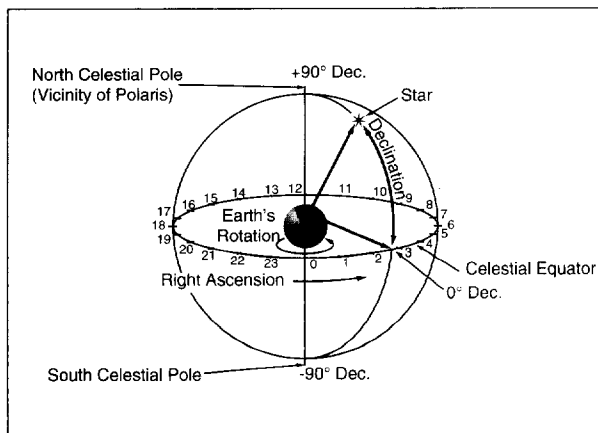 North Celestial Pole
(Vicinity of Polaris)
+90° Dec.
Star
Declination
17 16 15 14 13 12 11 10 9 8 7
18
6
19
5
Earth's
Rotation
20 21 22 23 0 1 2 3 4
Right Ascension
Celestial Equator
0° Dec.
South Celestial Pole
-90° Dec.